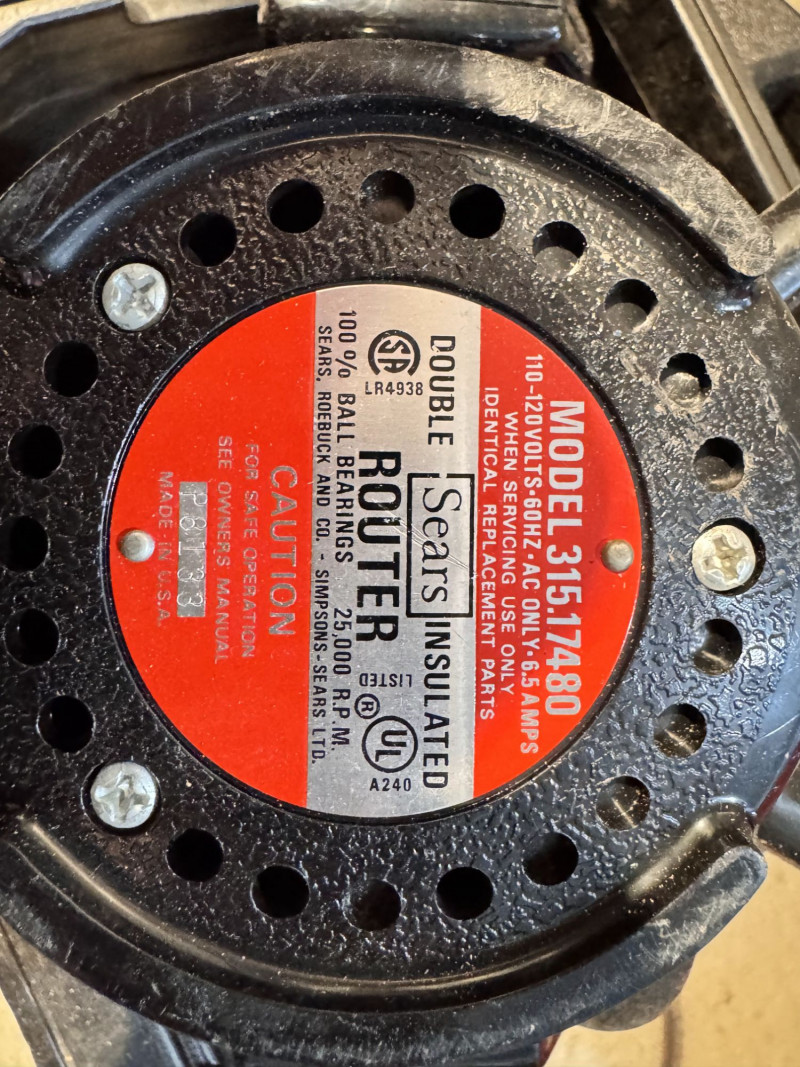 MODEL 315.17480
110-120VOLTS•60HZ•AC ONLY•6.5 AMPS
WHEN SERVICING USE ONLY
IDENTICAL REPLACEMENT PARTS
DOUBLE Sears INSULATED
SA
LR4938
ROUTER
LISTED
®
UL
A240
100 % BALL BEARINGS 25,000 R.P.M.
SEARS, ROEBUCK AND CO. - SIMPSONS-SEARS LTD.
CAUTION
FOR SAFE OPERATION
SEE OWNERS MANUAL
P8133
MADE IN U.S.A.